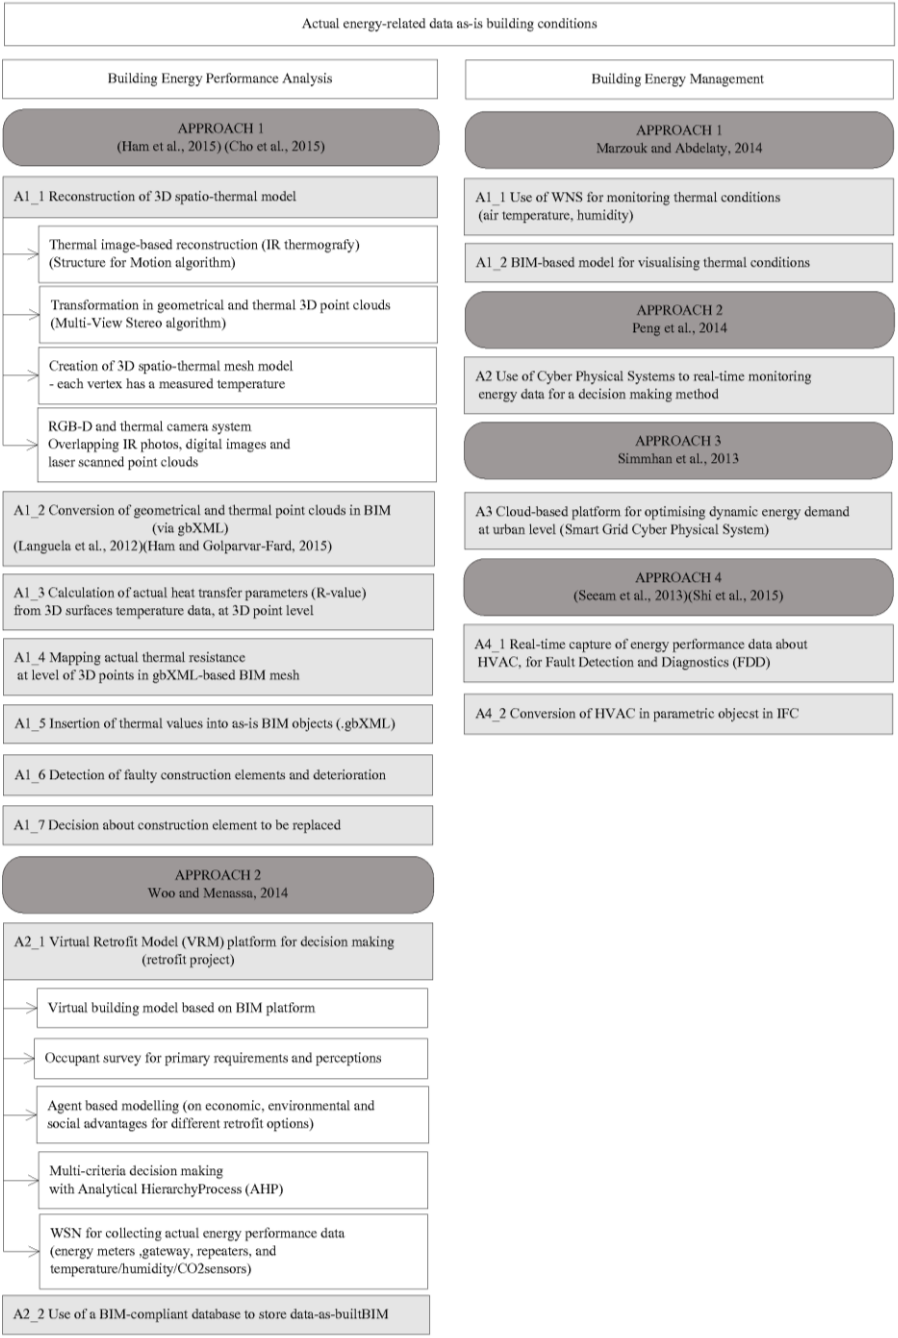 Actual energy-related data as-is building conditions
Building Energy Performance Analysis
APPROACH 1
(Ham et al., 2015) (Cho et al., 2015)
A1_1 Reconstruction of 3D spatio-thermal model
Thermal image-based reconstruction (IR thermografy)
(Structure for Motion algorithm)
Transformation in geometrical and thermal 3D point clouds
(Multi-View Stereo algorithm)
Creation of 3D spatio-thermal mesh model
- each vertex has a measured temperature
RGB-D and thermal camera system
Overlapping IR photos, digital images and
laser scanned point clouds
A1_2 Conversion of geometrical and thermal point clouds in BIM
(via gbXML)
(Languela et al., 2012)(Ham and Golparvar-Fard, 2015)
A1_3 Calculation of actual heat transfer parameters (R-value)
from 3D surfaces temperature data, at 3D point level
A1_4 Mapping actual thermal resistance
at level of 3D points in gbXML-based BIM mesh
A1_5 Insertion of thermal values into as-is BIM objects (.gbXML)
A1_6 Detection of faulty construction elements and deterioration
A1_7 Decision about construction element to be replaced
APPROACH 2
Woo and Menassa, 2014
A2_1 Virtual Retrofit Model (VRM) platform for decision making
(retrofit project)
Virtual building model based on BIM platform
Occupant survey for primary requirements and perceptions
Agent based modelling (on economic, environmental and
social advantages for different retrofit options)
Multi-criteria decision making
with Analytical HierarchyProcess (AHP)
WSN for collecting actual energy performance data
(energy meters ,gateway, repeaters, and
temperature/humidity/CO2sensors)
A2_2 Use of a BIM-compliant database to store data-as-builtBIM
Building Energy Management
APPROACH 1
Marzouk and Abdelaty, 2014
A1_1 Use of WNS for monitoring thermal conditions
(air temperature, humidity)
A1_2 BIM-based model for visualising thermal conditions
APPROACH 2
Peng et al., 2014
A2 Use of Cyber Physical Systems to real-time monitoring
energy data for a decision making method
APPROACH 3
Simmhan et al., 2013
A3 Cloud-based platform for optimising dynamic energy demand
at urban level (Smart Grid Cyber Physical System)
APPROACH 4
(Seeam et al., 2013)(Shi et al., 2015)
A4_1 Real-time capture of energy performance data about
HVAC, for Fault Detection and Diagnostics (FDD)
A4_2 Conversion of HVAC in parametric objecst in IFC